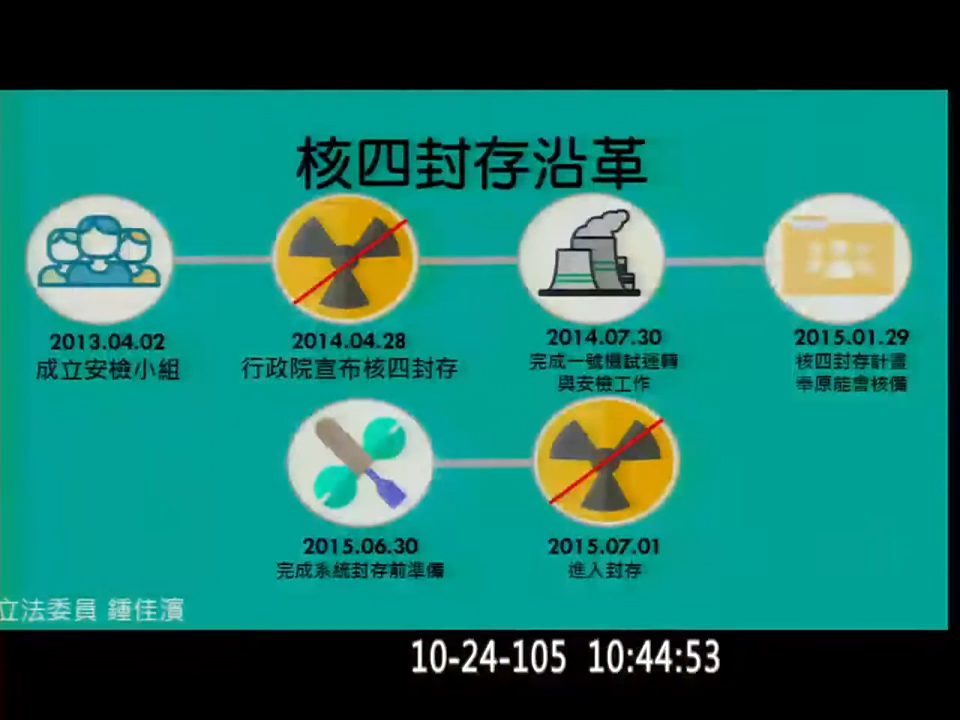 核四封存沿革
2013.04.02
成立安檢小組
2014.04.28
行政院宣布核四封存
2014.07.30
完成一號機試運轉
與安檢工作
2015.01.29
核四封存計畫
奉原能會核備
2015.06.30
完成系統封存前準備
2015.07.01
進入封存
立法委員 鍾佳濱
10-24-105 10:44:53